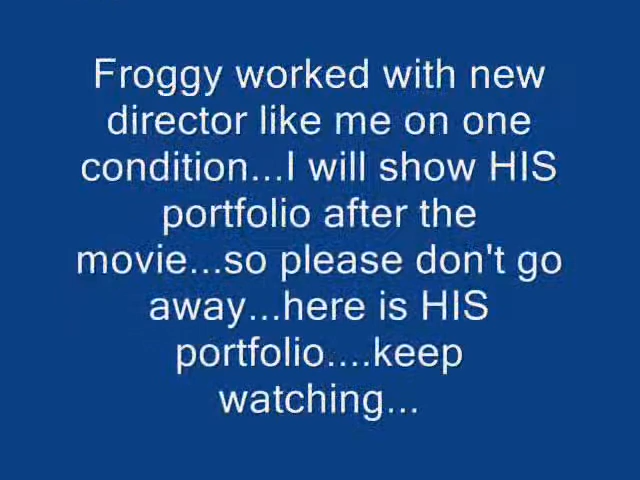 Froggy worked with new
director like me on one
condition...I will show HIS
portfolio after the
movie...so please don't go
away...here is HIS
portfolio....keep
watching...